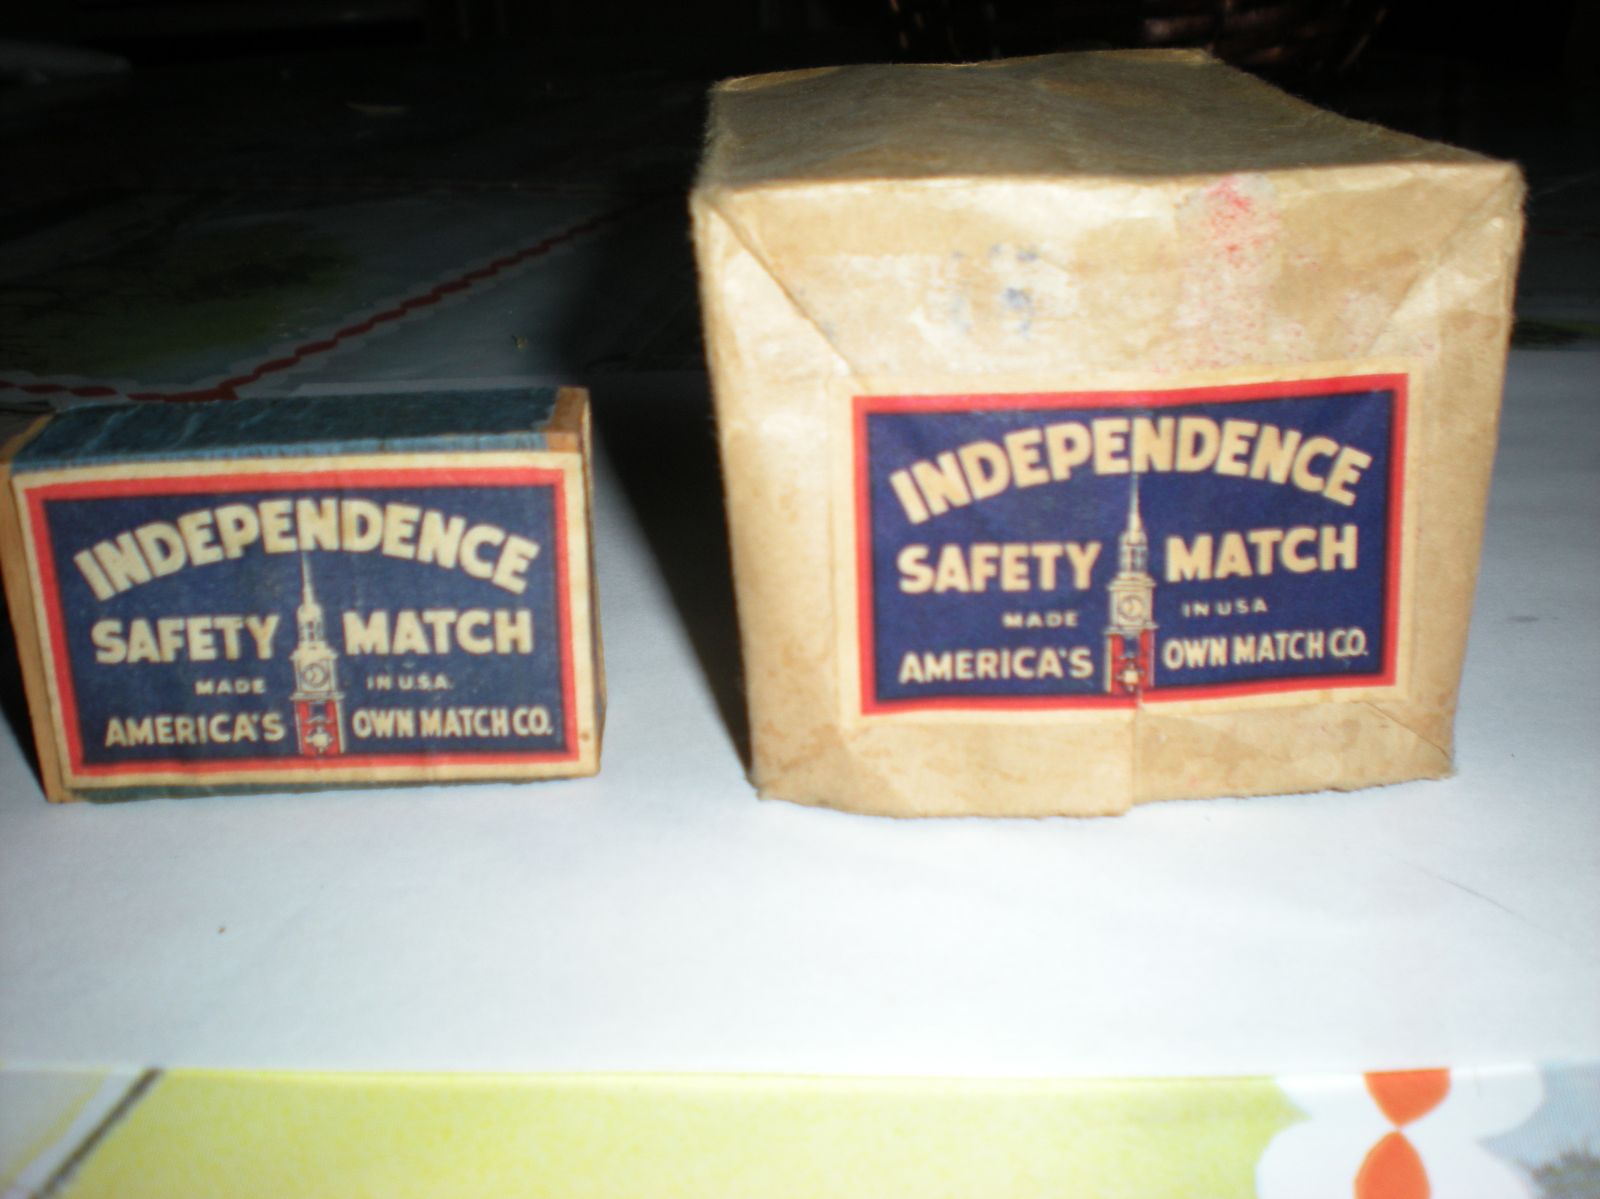 INDEPENDENCE
SAFETY MATCH
MADE IN U.S.A.
AMERICA'S OWN MATCH CO.
INDEPENDENCE
SAFETY MATCH
MADE IN USA
AMERICA'S OWN MATCH CO.